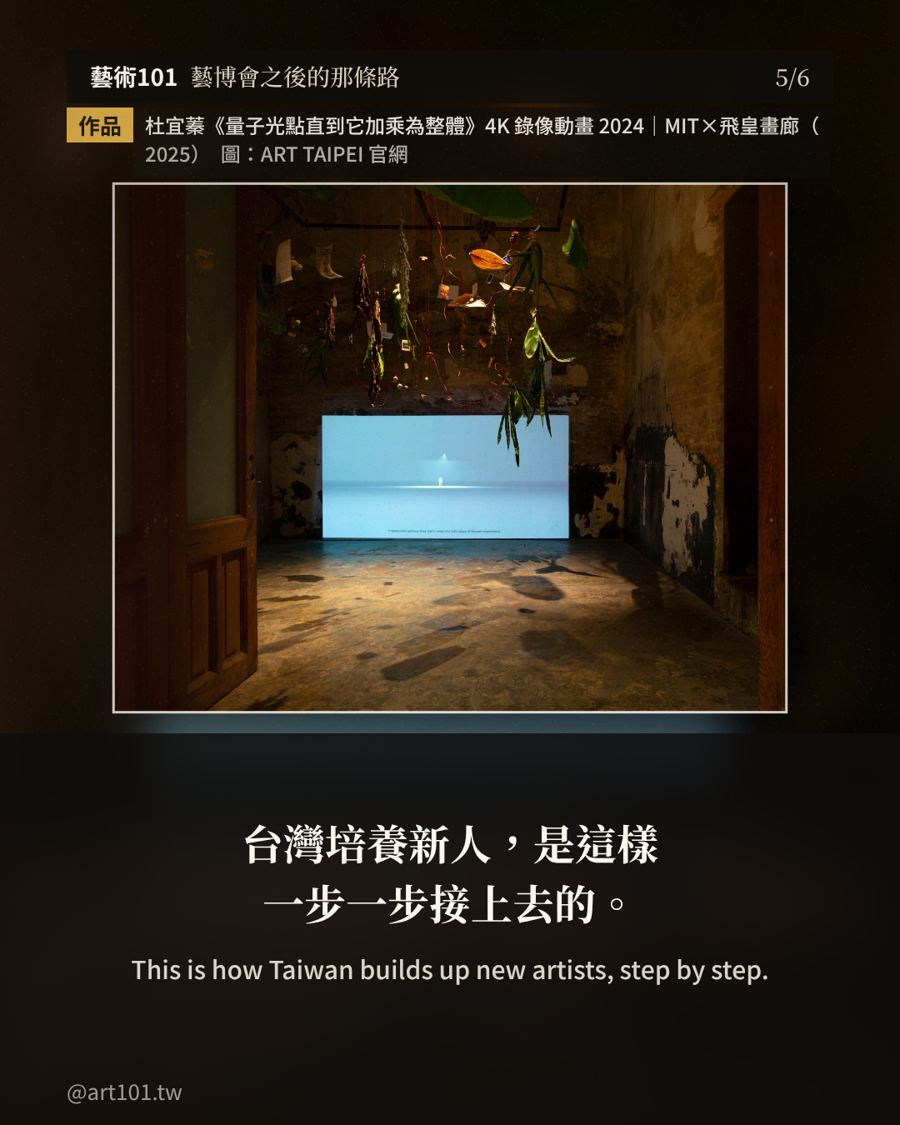 藝術101 藝博會之後的那條路 5/6
作品 杜宜蓁《量子光點直到它加乘為整體》4K 錄像動畫 2024｜MIT×飛皇畫廊（
2025） 圖：ART TAIPEI 官網
台灣培養新人，是這樣
一步一步接上去的。
This is how Taiwan builds up new artists, step by step.
@art101.tw